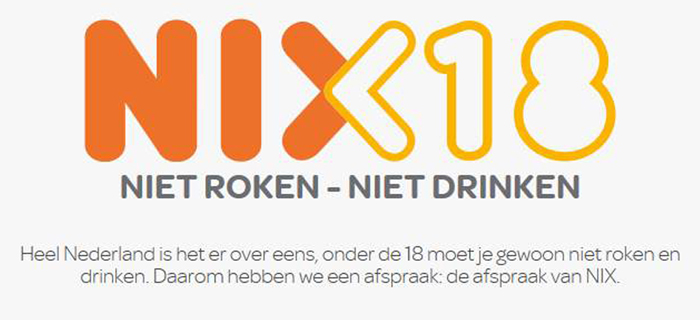 NIX18
NIET ROKEN - NIET DRINKEN
Heel Nederland is het er over eens, onder de 18 moet je gewoon niet roken en
drinken. Daarom hebben we een afspraak: de afspraak van NIX.